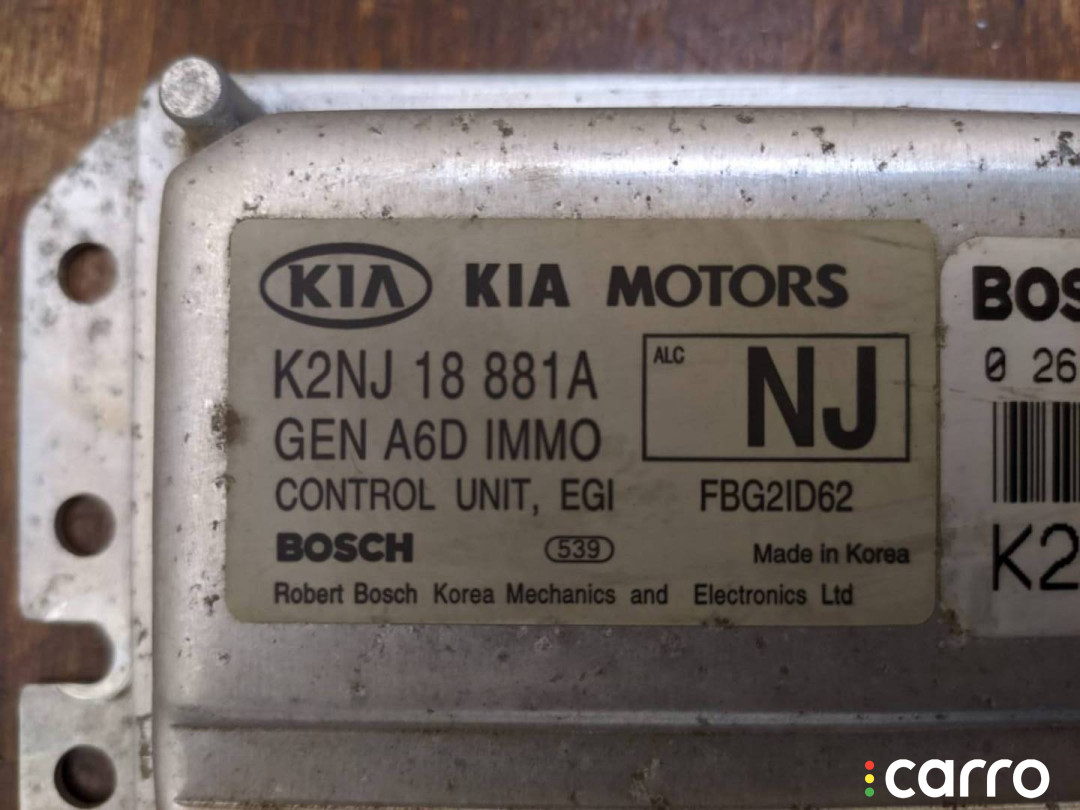 KIA KIA MOTORS
K2NJ 18 881A
ALC NJ
GEN A6D IMMO
CONTROL UNIT, EGI FBG2ID62
BOSCH 539 Made in Korea
Robert Bosch Korea Mechanics and Electronics Ltd
BOS
0 26
K2
carro